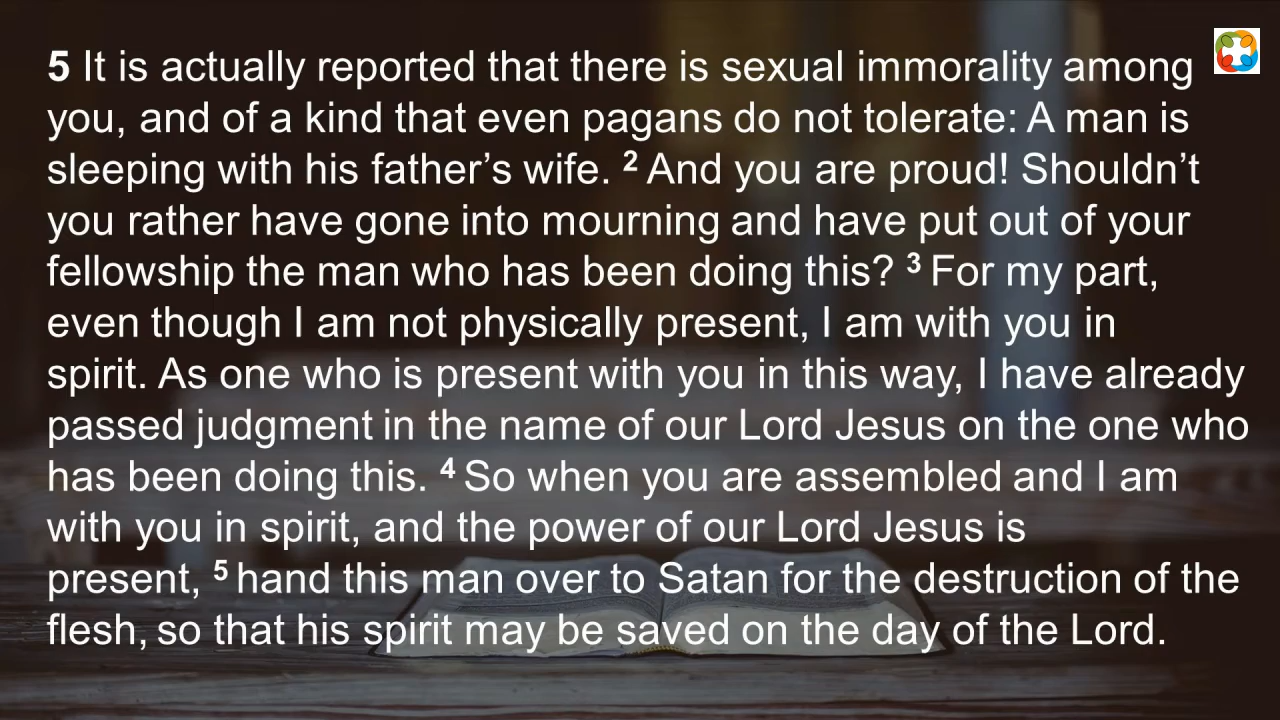 5 It is actually reported that there is sexual immorality among
you, and of a kind that even pagans do not tolerate: A man is
sleeping with his father’s wife. 2 And you are proud! Shouldn’t
you rather have gone into mourning and have put out of your
fellowship the man who has been doing this? 3 For my part,
even though I am not physically present, I am with you in
spirit. As one who is present with you in this way, I have already
passed judgment in the name of our Lord Jesus on the one who
has been doing this. 4 So when you are assembled and I am
with you in spirit, and the power of our Lord Jesus is
present, 5 hand this man over to Satan for the destruction of the
flesh, so that his spirit may be saved on the day of the Lord.